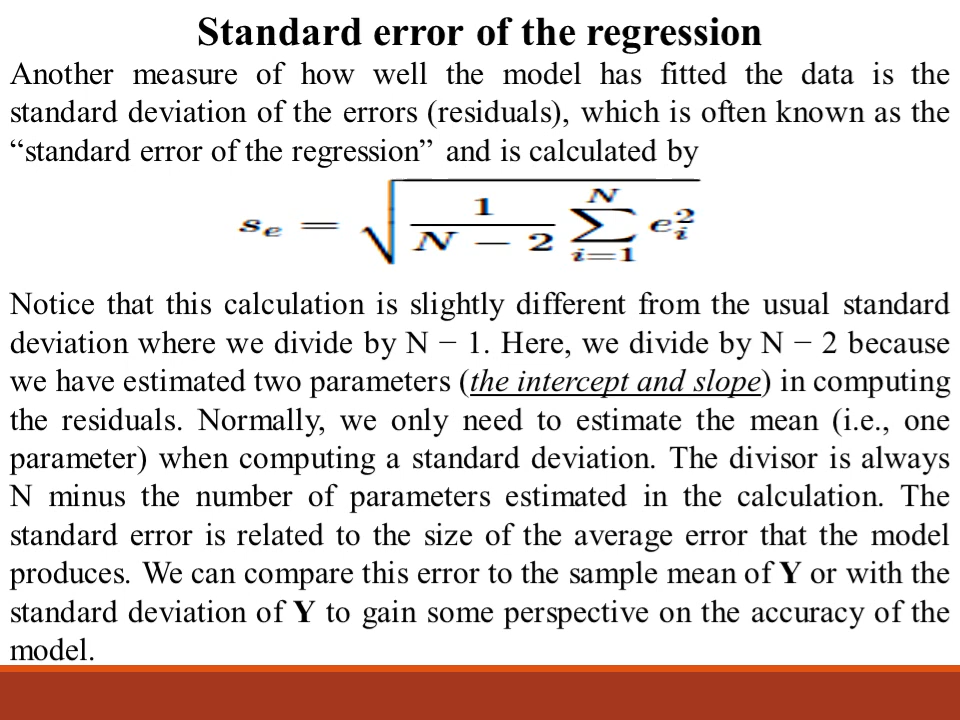 Standard error of the regression
Another measure of how well the model has fitted the data is the
standard deviation of the errors (residuals), which is often known as the
“standard error of the regression” and is calculated by
s_e = √(1/(N − 2) ∑_{i=1}^{N} e_i^2)
Notice that this calculation is slightly different from the usual standard
deviation where we divide by N − 1. Here, we divide by N − 2 because
we have estimated two parameters (the intercept and slope) in computing
the residuals. Normally, we only need to estimate the mean (i.e., one
parameter) when computing a standard deviation. The divisor is always
N minus the number of parameters estimated in the calculation. The
standard error is related to the size of the average error that the model
produces. We can compare this error to the sample mean of Y or with the
standard deviation of Y to gain some perspective on the accuracy of the
model.